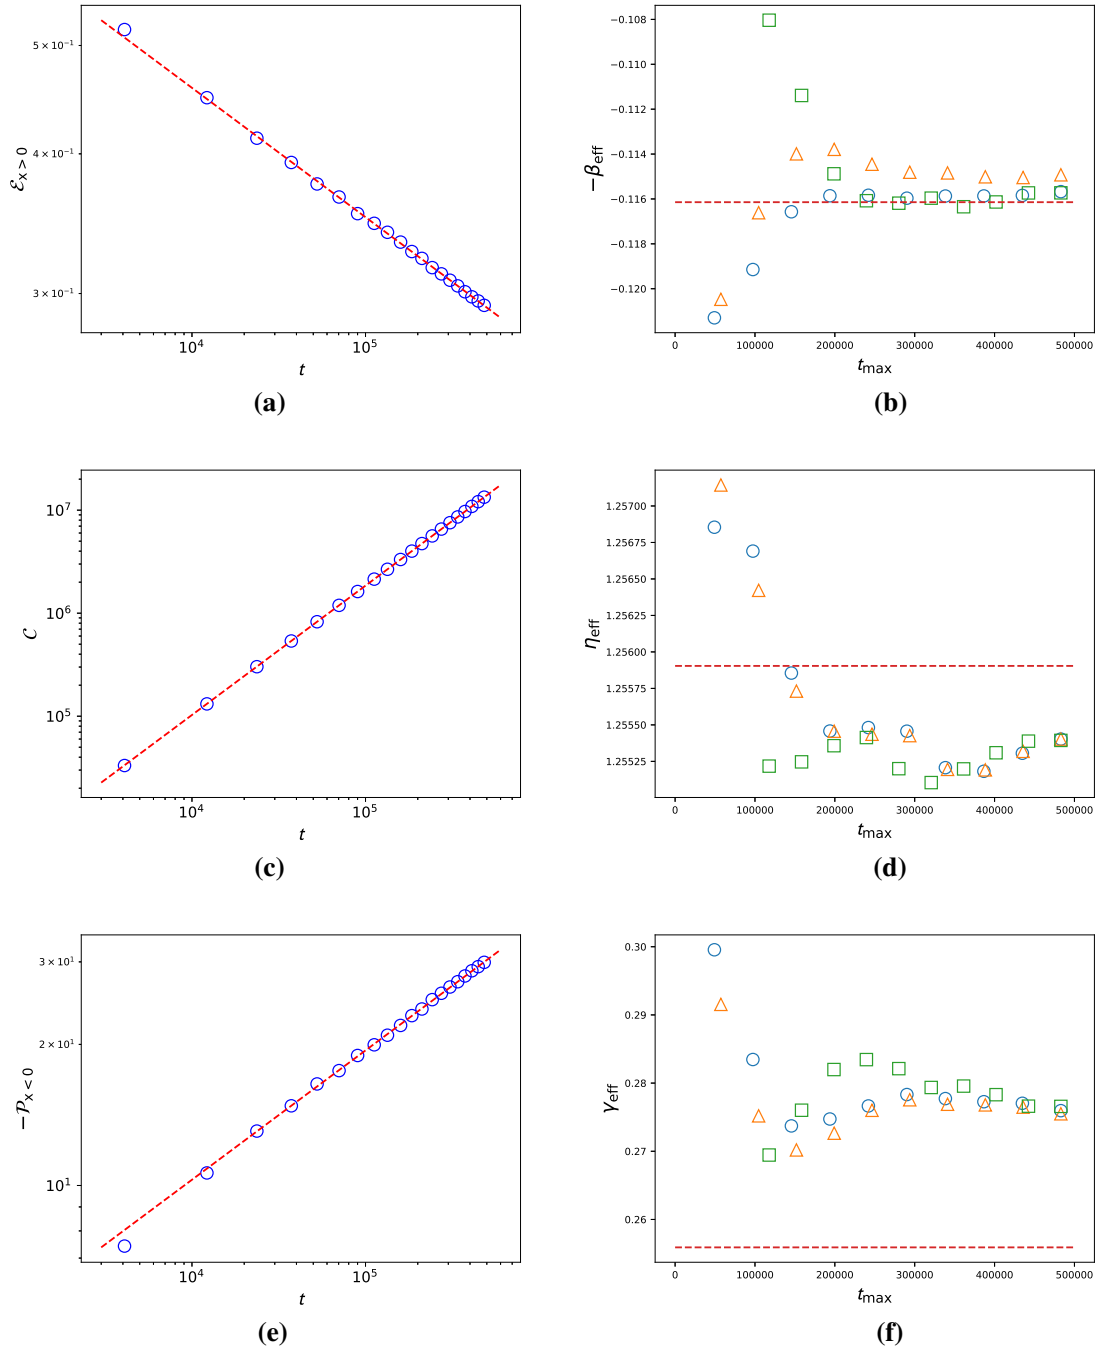 5 × 10⁻¹
4 × 10⁻¹
3 × 10⁻¹
ℰx > 0
10⁴
10⁵
t
(a)
−0.108
−0.110
−0.112
−0.114
−0.116
−0.118
−0.120
−βeff
0
100000
200000
300000
400000
500000
tmax
(b)
10⁷
10⁶
10⁵
𝒞
10⁴
10⁵
t
(c)
1.25700
1.25675
1.25650
1.25625
1.25600
1.25575
1.25550
1.25525
ηeff
0
100000
200000
300000
400000
500000
tmax
(d)
3 × 10¹
2 × 10¹
10¹
−𝒫x < 0
10⁴
10⁵
t
(e)
0.30
0.29
0.28
0.27
0.26
γeff
0
100000
200000
300000
400000
500000
tmax
(f)